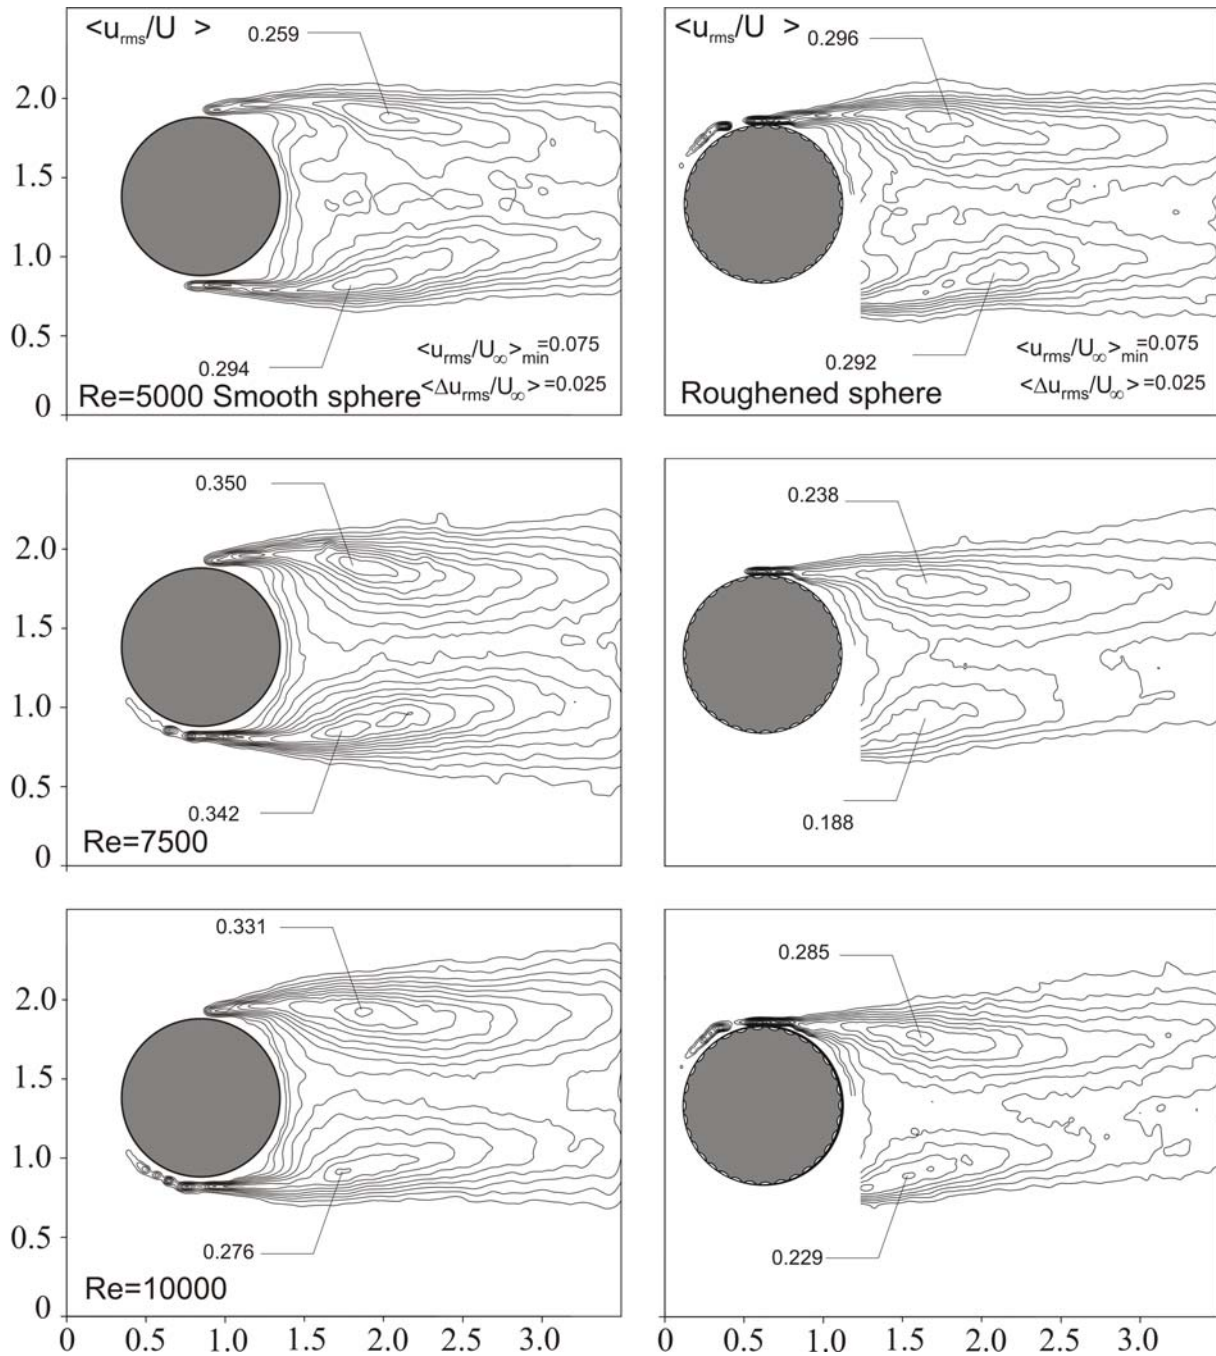 <u_rms/U >
0.259
2.0
1.5
1.0
0.5
0
0.294
<u_rms/U∞>_min=0.075
Re=5000 Smooth sphere
<Δu_rms/U∞>=0.025
<u_rms/U >
0.296
0.292
<u_rms/U∞>_min=0.075
Roughened sphere
<Δu_rms/U∞>=0.025
0.350
2.0
1.5
1.0
0.5
0
0.342
Re=7500
0.238
0.188
0.331
2.0
1.5
1.0
0.5
0
0.276
Re=10000
0 0.5 1.0 1.5 2.0 2.5 3.0
0.285
0.229
0 0.5 1.0 1.5 2.0 2.5 3.0